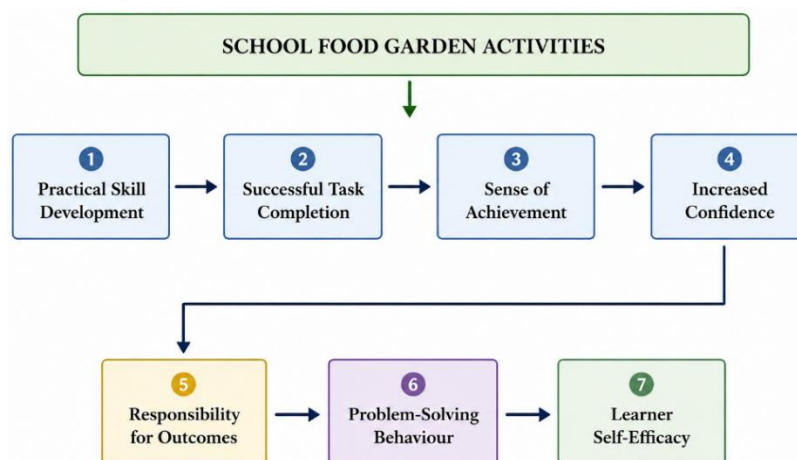 SCHOOL FOOD GARDEN ACTIVITIES
1
Practical Skill
Development
2
Successful Task
Completion
3
Sense of
Achievement
4
Increased
Confidence
5
Responsibility
for Outcomes
6
Problem-Solving
Behaviour
7
Learner
Self-Efficacy